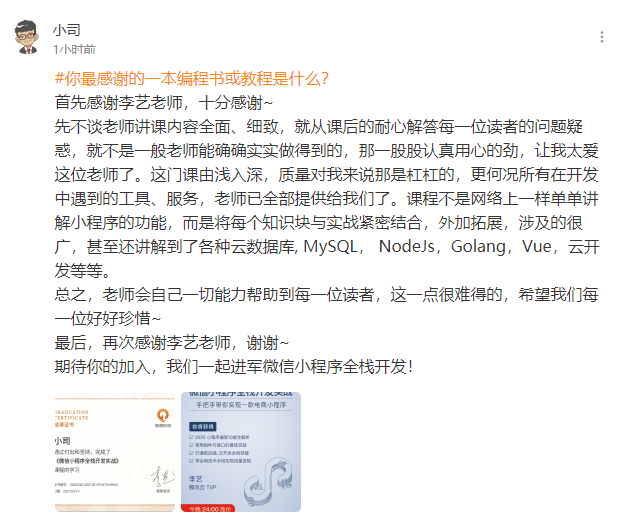 小司
1小时前
#你最感谢的一本编程书或教程是什么?
首先感谢李艺老师，十分感谢~
先不谈老师讲课内容全面、细致，就从课后的耐心解答每一位读者的问题疑
惑，就不是一般老师能确确实实做得到的，那一股股认真用心的劲，让我太爱
这位老师了。这门课由浅入深，质量对我来说那是杠杠的，更何况所有在开发
中遇到的工具、服务，老师已全部提供给我们了。课程不是网络上一样单单讲
解小程序的功能，而是将每个知识块与实战紧密结合，外加拓展，涉及的很
广，甚至还讲解到了各种云数据库, MySQL， NodeJs，Golang，Vue，云开
发等等。
总之，老师会自己一切能力帮助到每一位读者，这一点很难得的，希望我们每
一位好好珍惜~
最后，再次感谢李艺老师，谢谢~
期待你的加入，我们一起进军微信小程序全栈开发！
GRADUATION
CERTIFICATE
结课证书
小司
通过付出和坚持，完成了
《微信小程序全栈开发实战》
课程的学习
微信小程序全栈开发实战
手把手带你实现一款电商小程序
你将获得
李艺
腾讯云 TVP
今晚 24:00 涨价